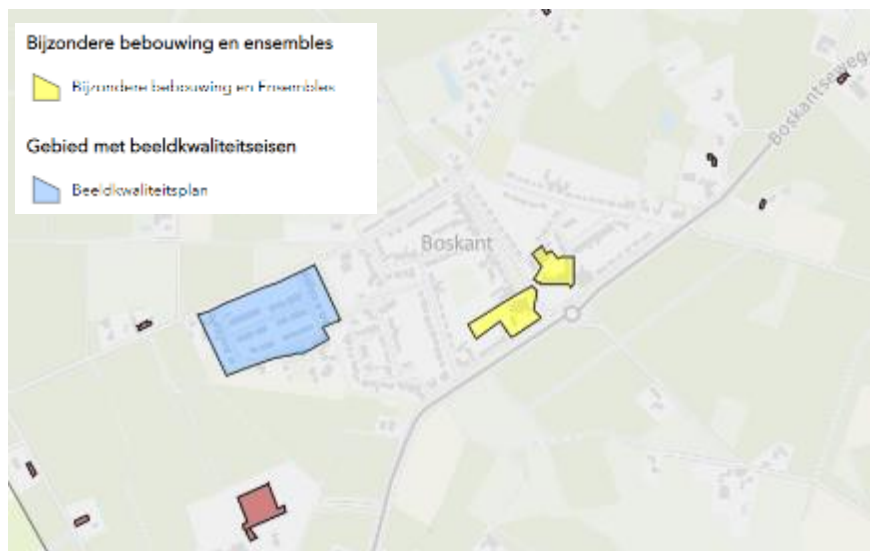 Bijzondere bebouwing en ensembles
Bijzondere bebouwing en Ensembles
Gebied met beeldkwaliteitseisen
Beeldkwaliteitsplan
Boskantseweg
Boskant